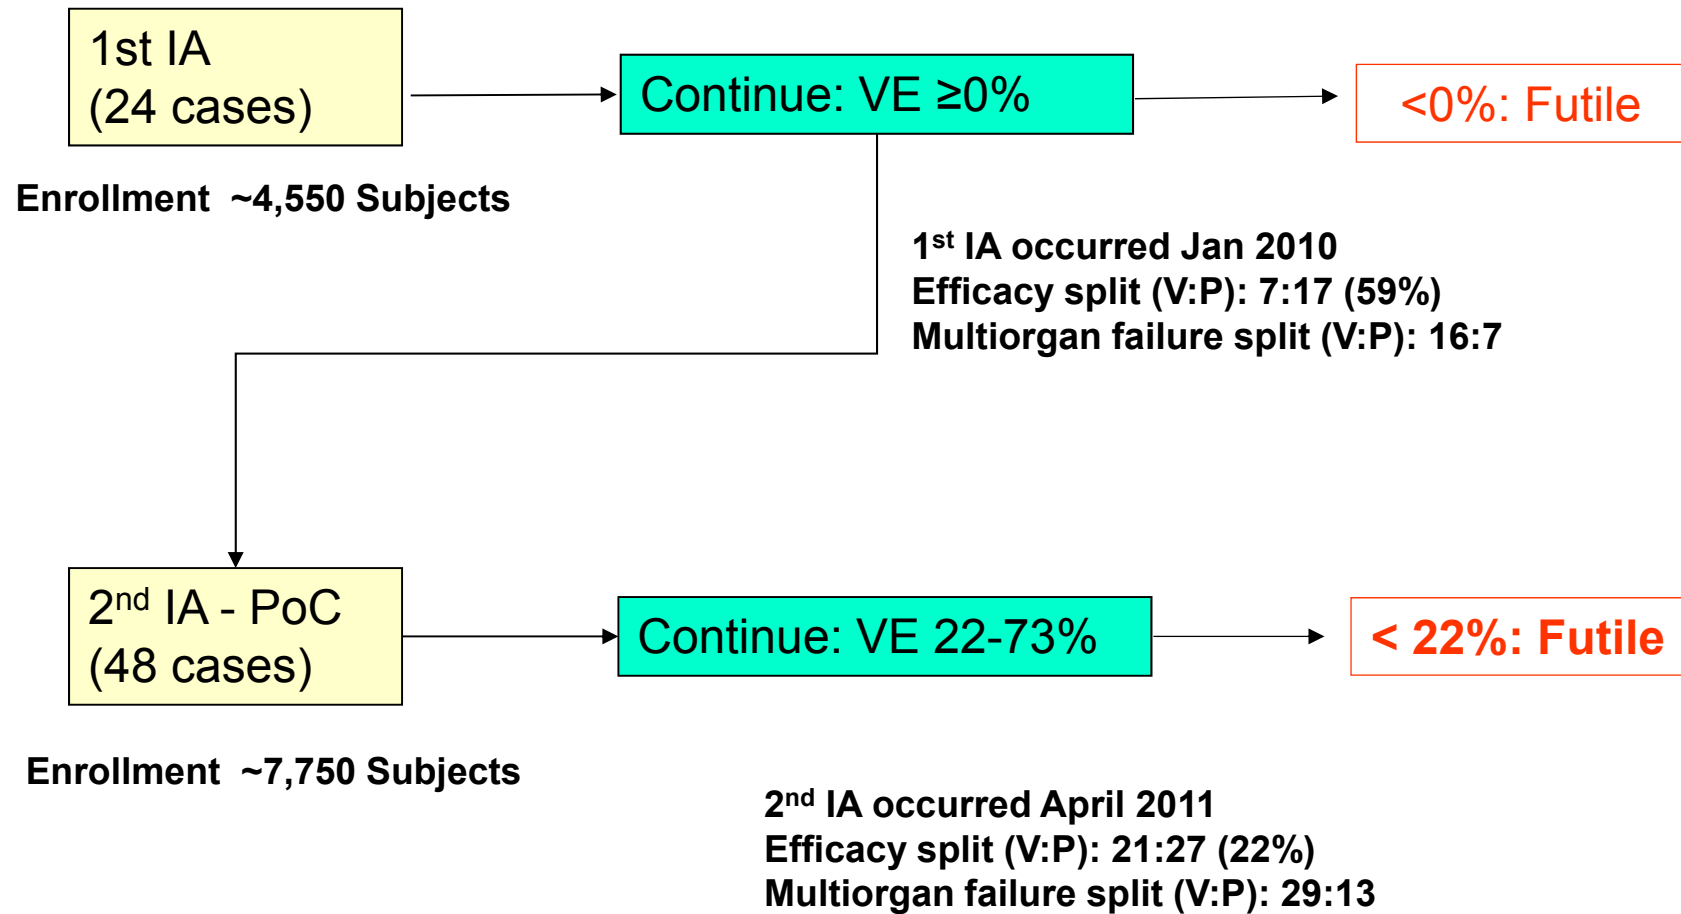 1st IA
(24 cases)
Continue: VE ≥0%
<0%: Futile
Enrollment ~4,550 Subjects
1st IA occurred Jan 2010
Efficacy split (V:P): 7:17 (59%)
Multiorgan failure split (V:P): 16:7
2nd IA - PoC
(48 cases)
Continue: VE 22-73%
< 22%: Futile
Enrollment ~7,750 Subjects
2nd IA occurred April 2011
Efficacy split (V:P): 21:27 (22%)
Multiorgan failure split (V:P): 29:13